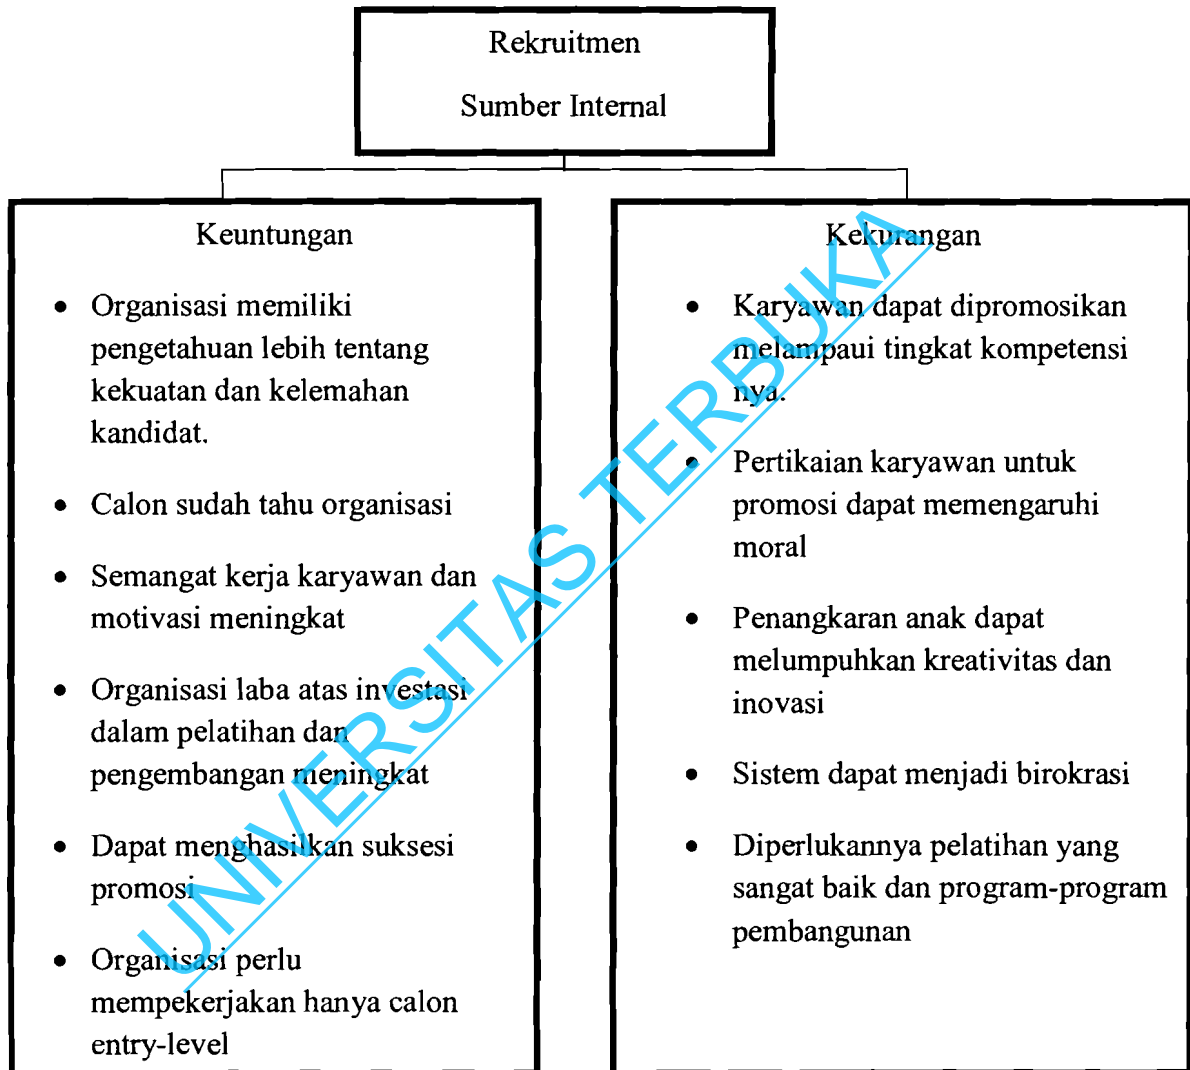 Rekruitmen
Sumber Internal
Keuntungan
• Organisasi memiliki
pengetahuan lebih tentang
kekuatan dan kelemahan
kandidat.
• Calon sudah tahu organisasi
• Semangat kerja karyawan dan
motivasi meningkat
• Organisasi laba atas investasi
dalam pelatihan dan
pengembangan meningkat
• Dapat menghasilkan suksesi
promosi
• Organisasi perlu
mempekerjakan hanya calon
entry-level
Kekurangan
• Karyawan dapat dipromosikan
melampaui tingkat kompetensi
nya.
• Pertikaian karyawan untuk
promosi dapat memengaruhi
moral
• Penangkaran anak dapat
melumpuhkan kreativitas dan
inovasi
• Sistem dapat menjadi birokrasi
• Diperlukannya pelatihan yang
sangat baik dan program-program
pembangunan
UNIVERSITAS TERBUKA